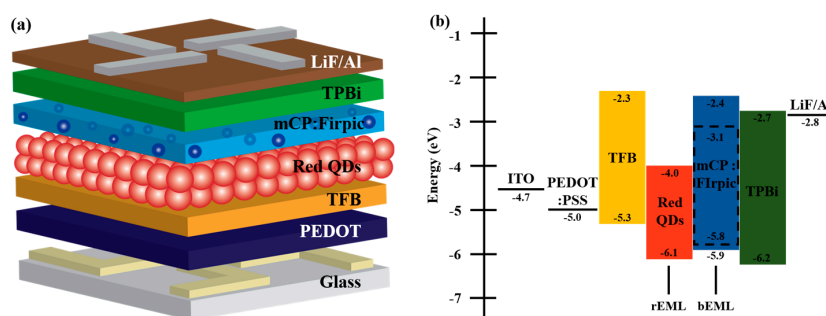 (a)
LiF/Al
TPBi
mCP:Firpic
Red QDs
TFB
PEDOT
Glass
(b)
Energy (eV)
-1
-2
-3
-4
-5
-6
-7
ITO
-4.7
PEDOT
:PSS
-5.0
-2.3
TFB
-5.3
-4.0
Red
QDs
-6.1
rEML
-2.4
-3.1
mCP :
FIrpic
-5.8
-5.9
bEML
-2.7
TPBi
-6.2
LiF/A
-2.8